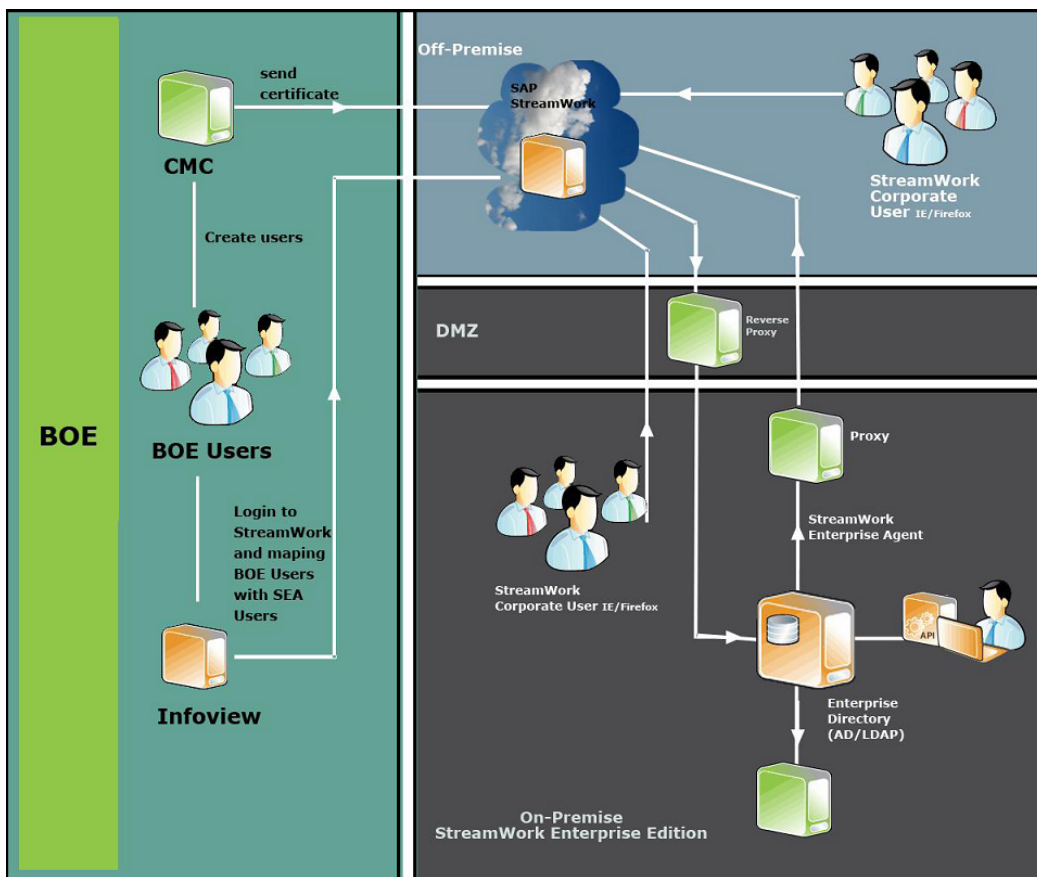 BOE
send
certificate
CMC
Create users
BOE Users
Login to
StreamWork
and maping
BOE Users
with SEA
Users
Infoview
Off-Premise
SAP
StreamWork
StreamWork
Corporate
User IE/Firefox
DMZ
Reverse
Proxy
Proxy
StreamWork
Enterprise Agent
StreamWork
Corporate User IE/Firefox
API
Enterprise
Directory
(AD/LDAP)
On-Premise
StreamWork Enterprise Edition